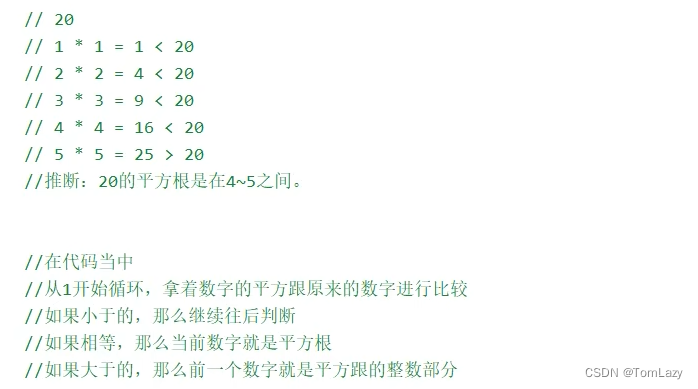 // 20
// 1 * 1 = 1 < 20
// 2 * 2 = 4 < 20
// 3 * 3 = 9 < 20
// 4 * 4 = 16 < 20
// 5 * 5 = 25 > 20
//推断：20的平方根是在4~5之间。
//在代码当中
//从1开始循环，拿着数字的平方跟原来的数字进行比较
//如果小于的，那么继续往后判断
//如果相等，那么当前数字就是平方根
//如果大于的，那么前一个数字就是平方跟的整数部分
CSDN @TomLazy